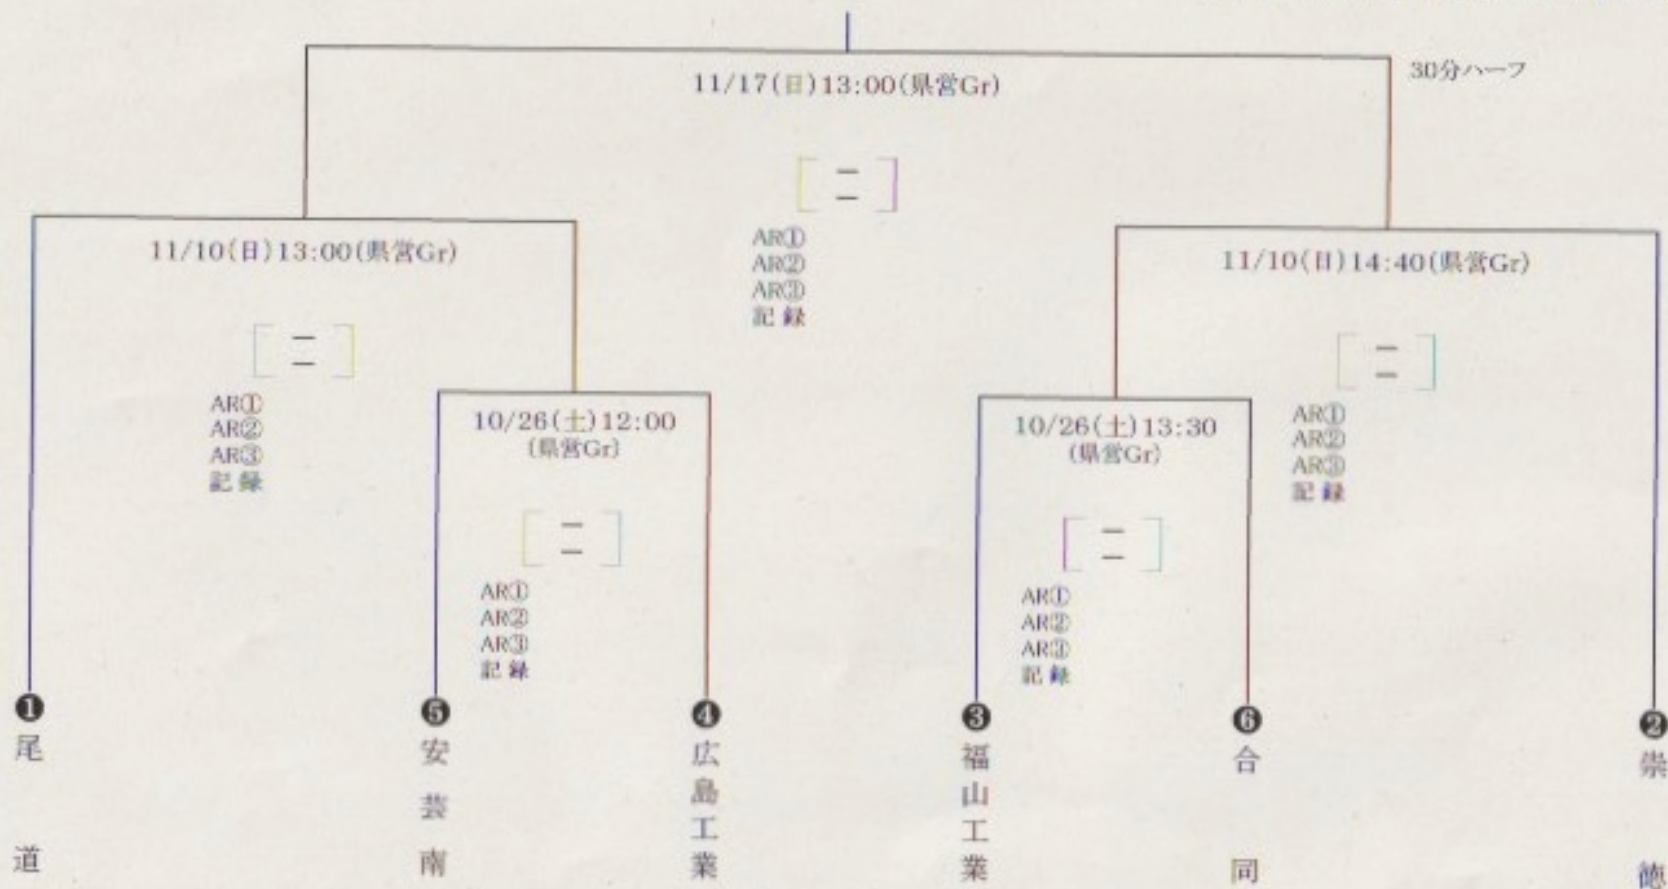 30分ハーフ
11/17(日)13:00(県営Gr)
[ ー ー ]
AR①
AR②
AR③
記録
11/10(日)13:00(県営Gr)
[ ー ー ]
AR①
AR②
AR③
記録
11/10(日)14:40(県営Gr)
[ ー ー ]
AR①
AR②
AR③
記録
10/26(土)12:00
(県営Gr)
[ ー ー ]
AR①
AR②
AR③
記録
10/26(土)13:30
(県営Gr)
[ ー ー ]
AR①
AR②
AR③
記録
❶尾道
❺安芸南
❹広島工業
❸福山工業
❻合同
❷崇徳